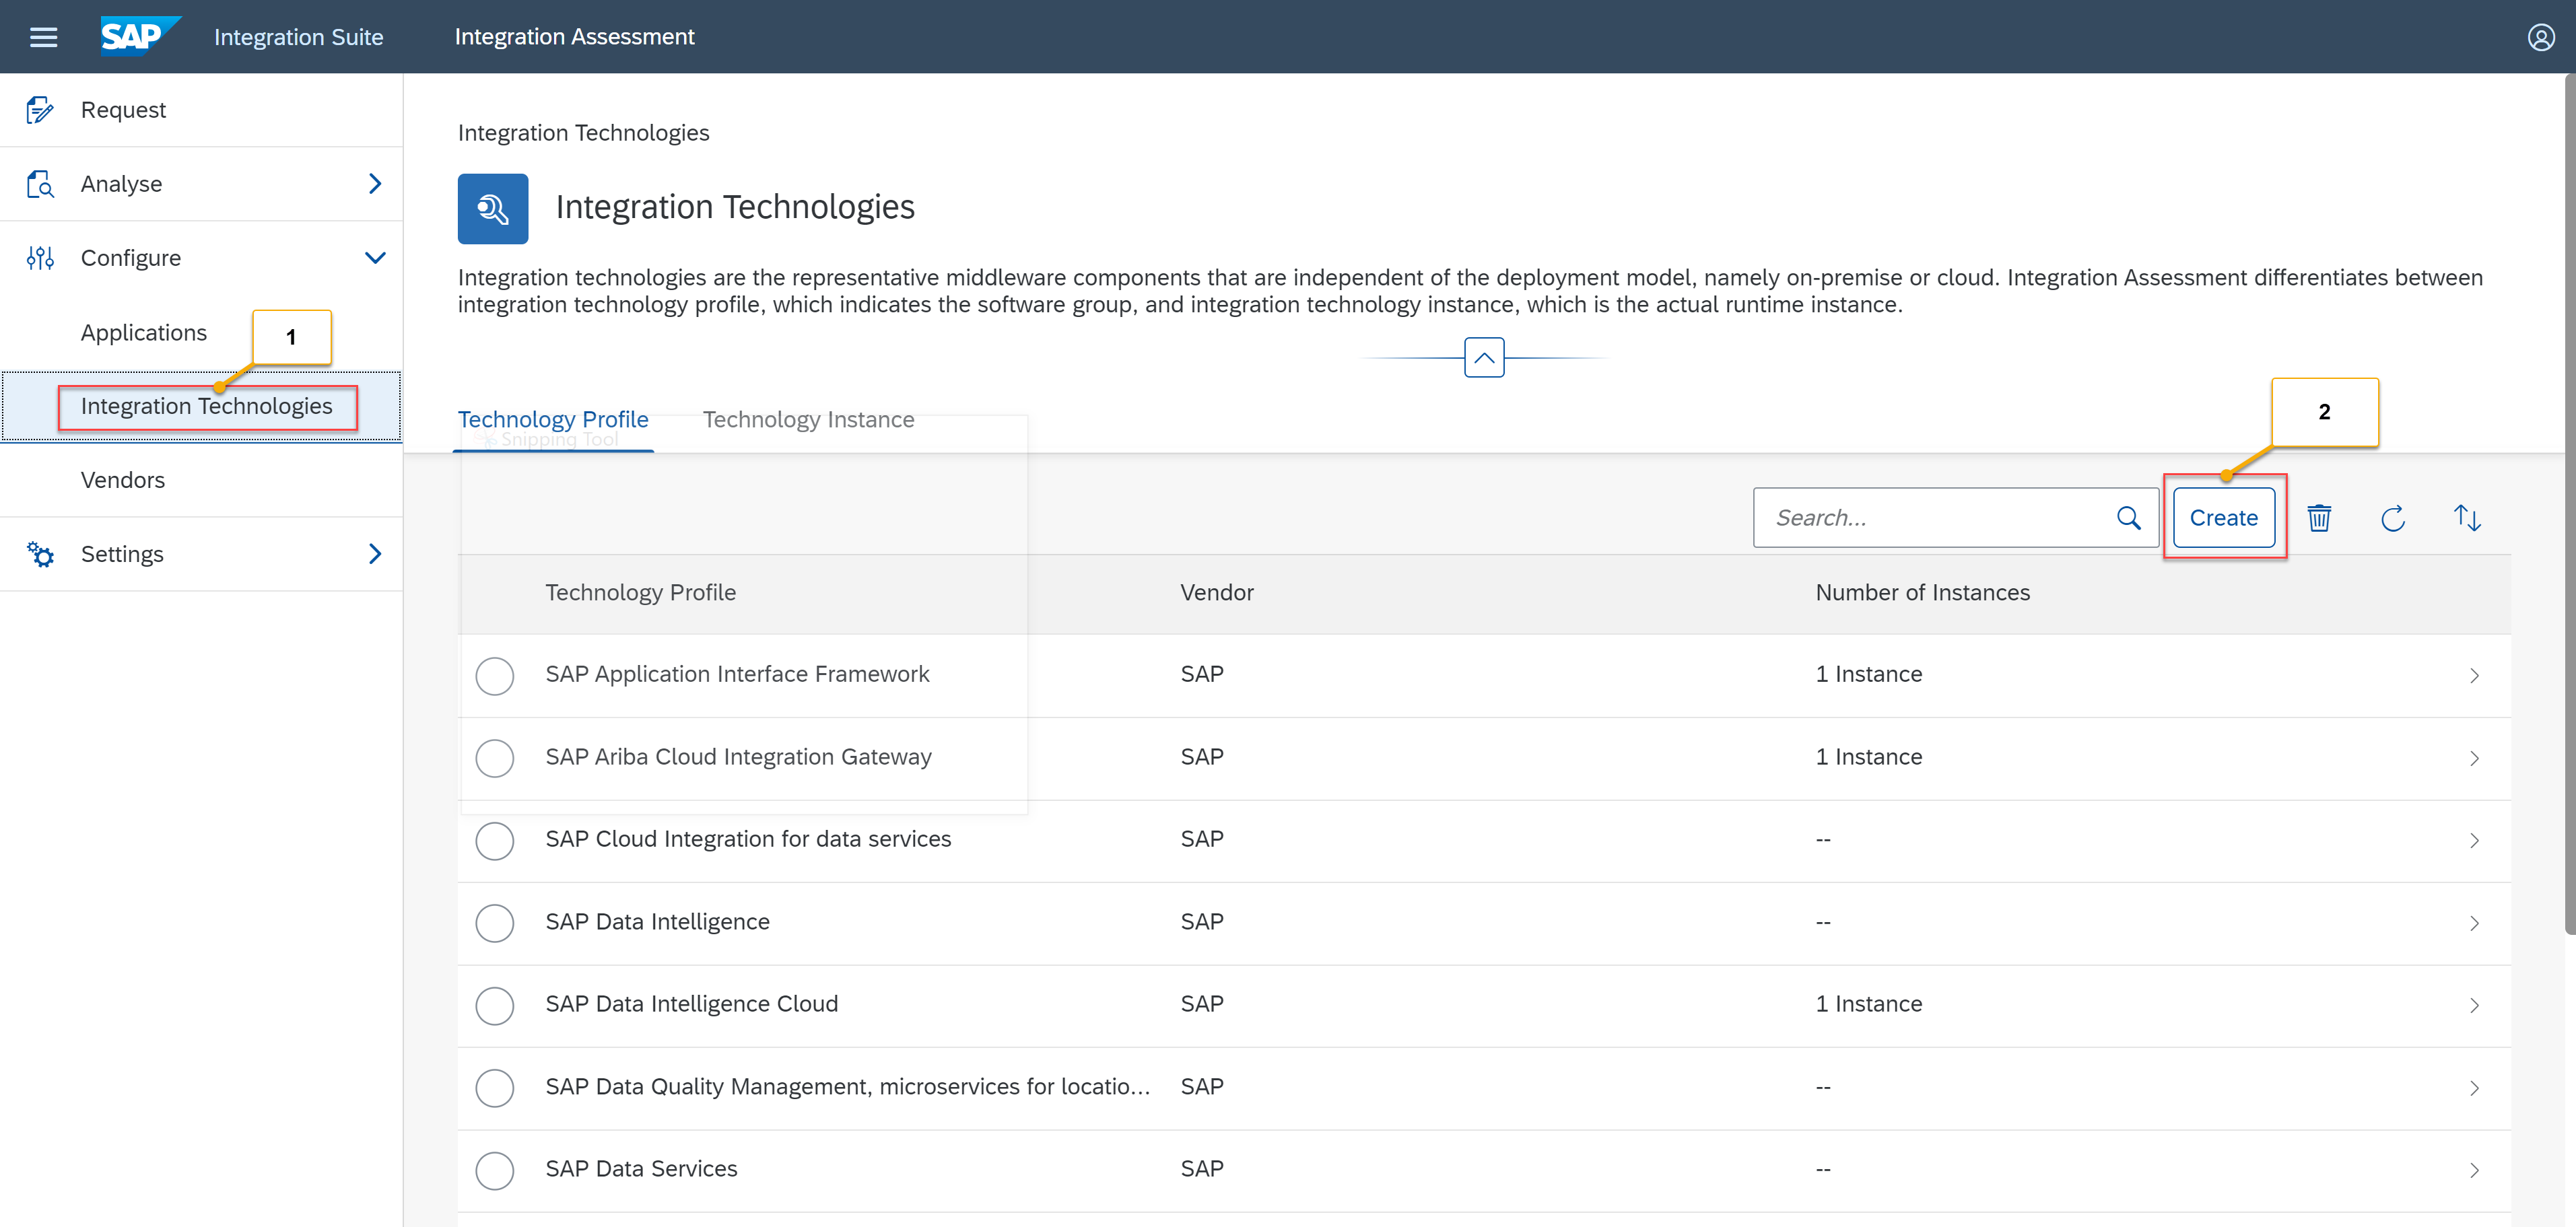 SAP Integration Suite Integration Assessment
Request
Analyse
Configure
Applications
1
Integration Technologies
Vendors
Settings
Integration Technologies
Integration Technologies
Integration technologies are the representative middleware components that are independent of the deployment model, namely on-premise or cloud. Integration Assessment differentiates between
integration technology profile, which indicates the software group, and integration technology instance, which is the actual runtime instance.
Technology Profile Technology Instance
Snipping Tool
2
Search... Create
Technology Profile Vendor Number of Instances
SAP Application Interface Framework SAP 1 Instance
SAP Ariba Cloud Integration Gateway SAP 1 Instance
SAP Cloud Integration for data services SAP --
SAP Data Intelligence SAP --
SAP Data Intelligence Cloud SAP 1 Instance
SAP Data Quality Management, microservices for locatio... SAP --
SAP Data Services SAP --